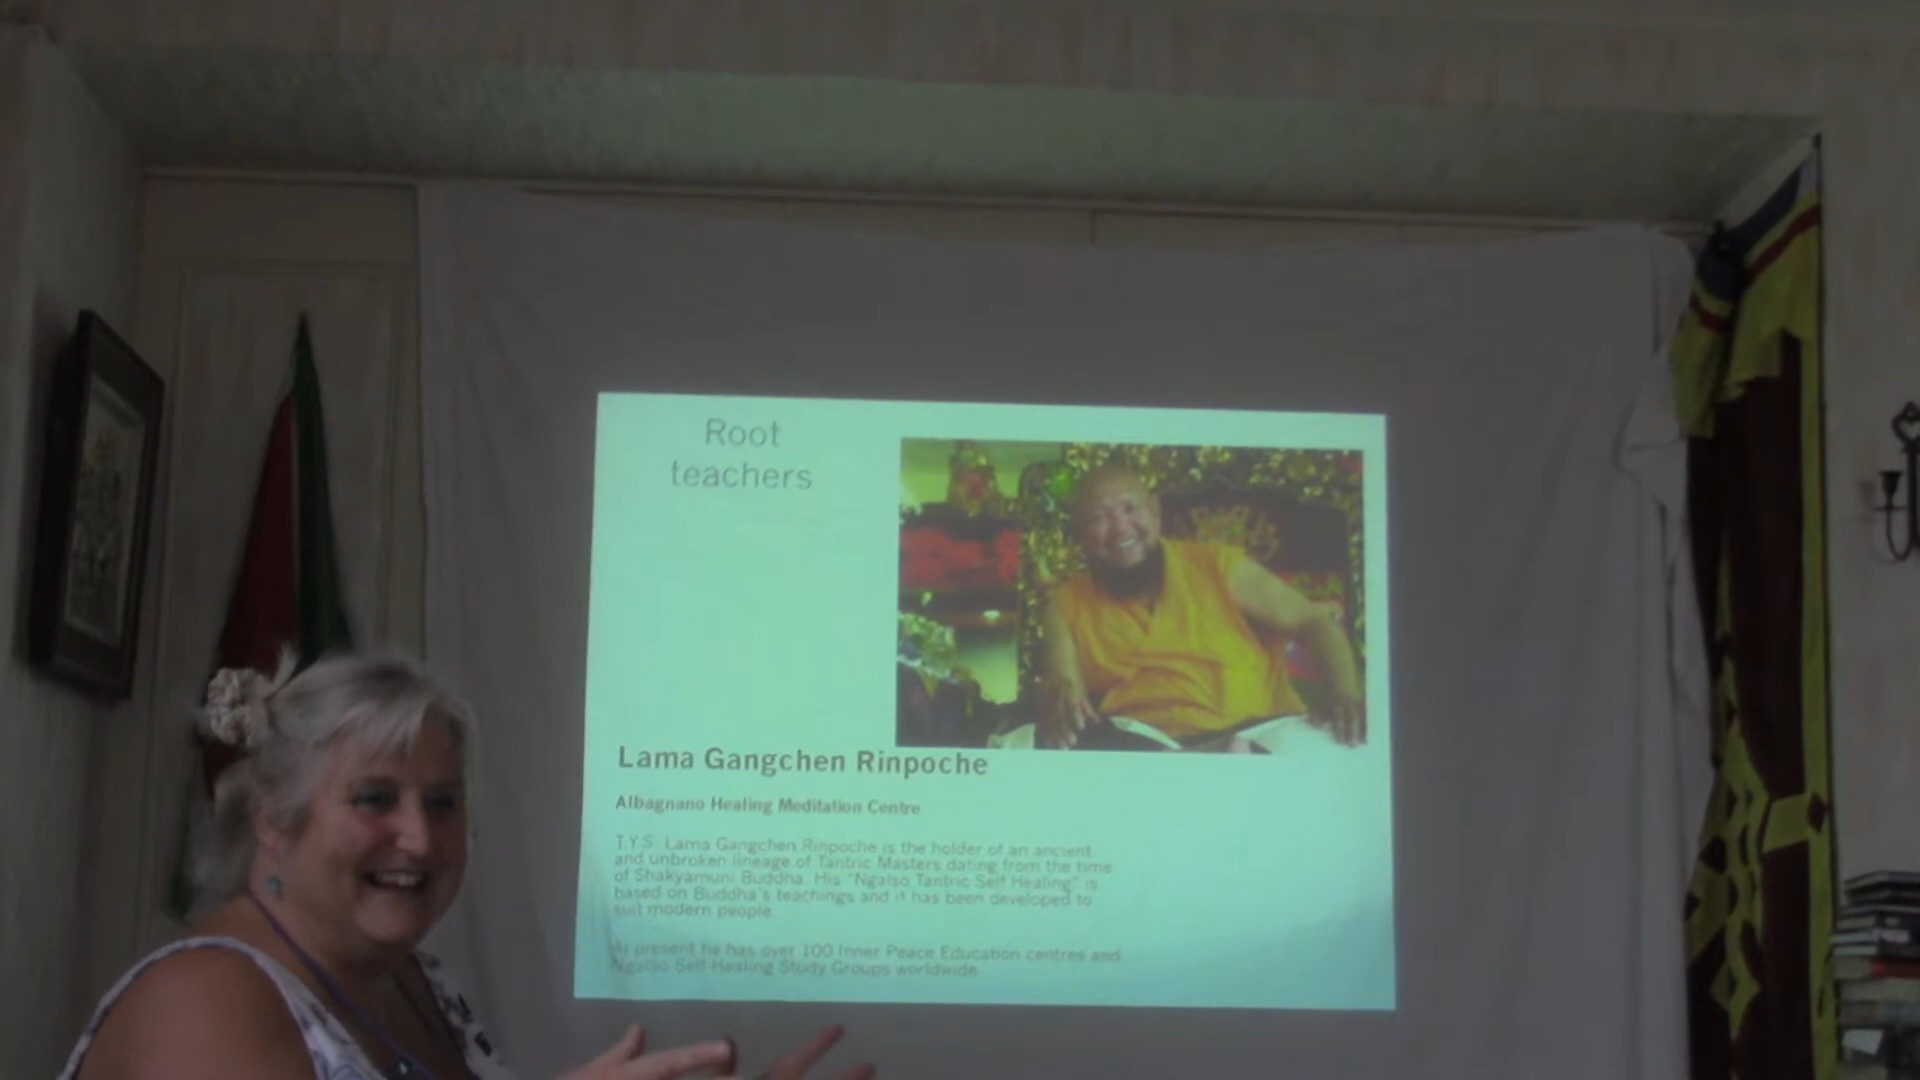 Root
teachers
Lama Gangchen Rinpoche
Albagnano Healing Meditation Centre
T.Y.S. Lama Gangchen Rinpoche is the holder of an ancient
and unbroken lineage of Tantric Masters dating from the time
of Shakyamuni Buddha. His "Ngalso Tantric Self Healing" is
based on Buddha's teachings and it has been developed to
suit modern people.
At present he has over 100 Inner Peace Education centres and
Ngalso Self-Healing Study Groups worldwide.